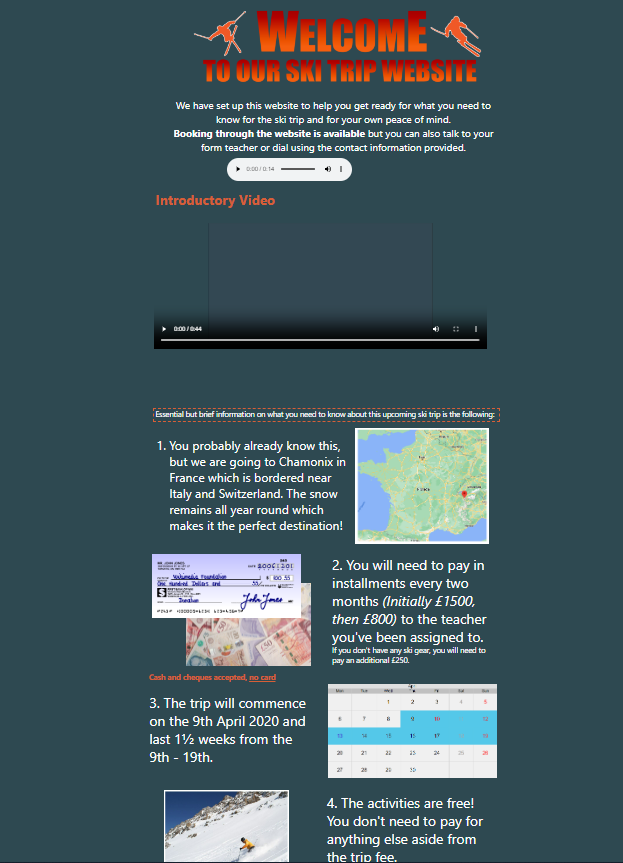 WELCOME
TO OUR SKI TRIP WEBSITE
We have set up this website to help you get ready for what you need to
know for the ski trip and for your own peace of mind.
Booking through the website is available but you can also talk to your
form teacher or dial using the contact information provided.
0:00 / 0:14
Introductory Video
0:00 / 0:44
Essential but brief information on what you need to know about this upcoming ski trip is the following:
1. You probably already know this,
but we are going to Chamonix in
France which is bordered near
Italy and Switzerland. The snow
remains all year round which
makes it the perfect destination!
Wikimedia Foundation
One Hundred Dollars and
John Jones
2. You will need to pay in
installments every two
months (Initially £1500,
then £800) to the teacher
you've been assigned to.
If you don't have any ski gear, you will need to
pay an additional £250.
Cash and cheques accepted, no card
3. The trip will commence
on the 9th April 2020 and
last 1½ weeks from the
9th - 19th.
Mon Tue Wed Thu Fri Sat Sun
1 2 3 4 5
6 7 8 9 10 11 12
13 14 15 16 17 18 19
20 21 22 23 24 25 26
27 28 29 30
4. The activities are free!
You don't need to pay for
anything else aside from
the trip fee.